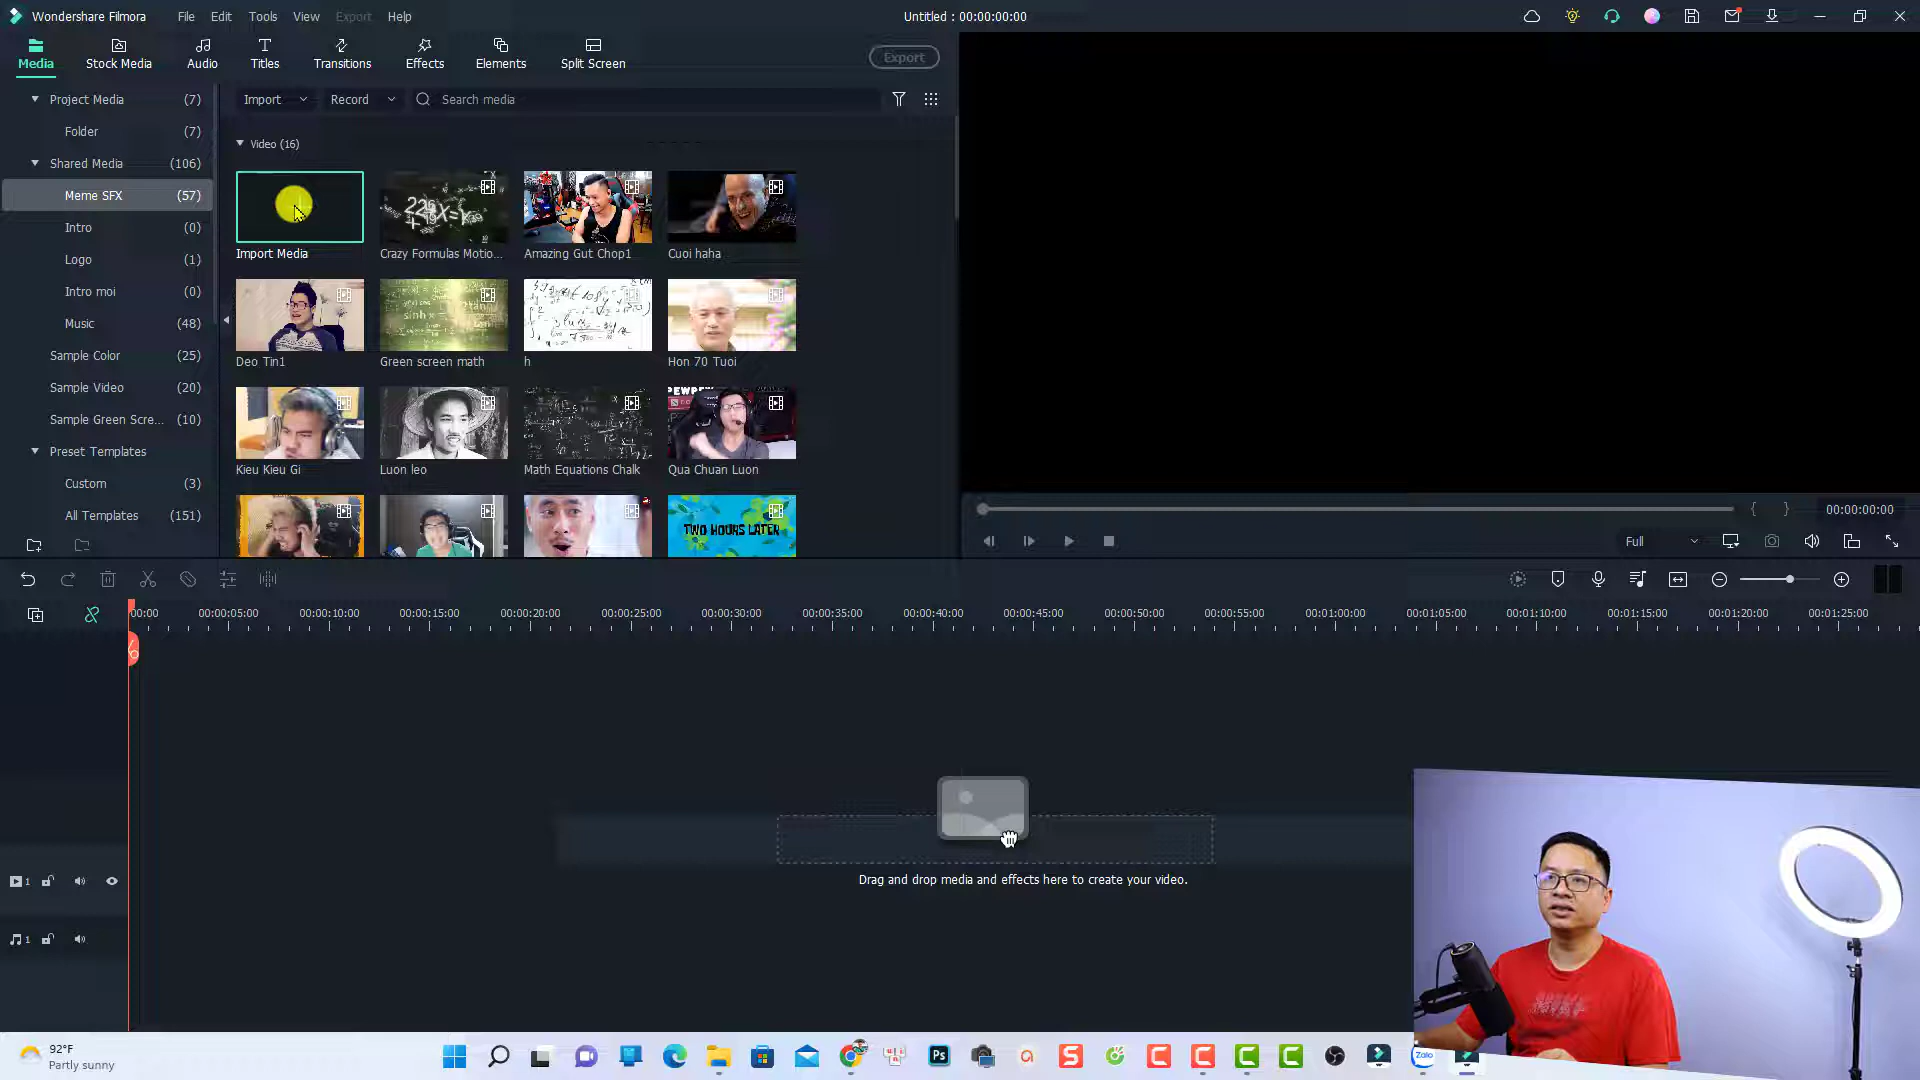 Wondershare Filmora
File Edit Tools View Export Help
Untitled : 00:00:00:00
Media Stock Media Audio Titles Transitions Effects Elements Split Screen
Export
Project Media (7)
Folder (7)
Shared Media (106)
Meme SFX (57)
Intro (0)
Logo (1)
Intro moi (0)
Music (48)
Sample Color (25)
Sample Video (20)
Sample Green Scre... (10)
Preset Templates
Custom (3)
All Templates (151)
Import Record Search media
Video (16)
Import Media Crazy Formulas Motio... Amazing Gut Chop1 Cuoi haha
Deo Tin1 Green screen math h Hon 70 Tuoi
Kieu Kieu Gi Luon leo Math Equations Chalk Qua Chuan Luon
TWO HOURS LATER
00:00:00:00
Full
00:00 00:00:05:00 00:00:10:00 00:00:15:00 00:00:20:00 00:00:25:00 00:00:30:00 00:00:35:00 00:00:40:00 00:00:45:00 00:00:50:00 00:00:55:00 00:01:00:00 00:01:05:00 00:01:10:00 00:01:15:00 00:01:20:00 00:01:25:00
Drag and drop media and effects here to create your video.
1
1
92°F
Partly sunny
Ps
Zalo